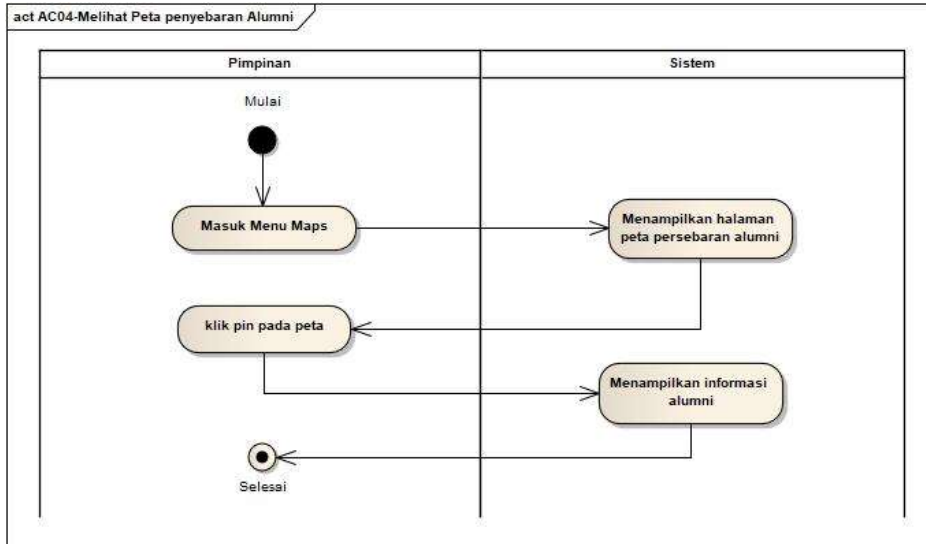 act AC04-Melihat Peta penyebaran Alumni
Pimpinan
Sistem
Mulai
Masuk Menu Maps
Menampilkan halaman
peta persebaran alumni
klik pin pada peta
Menampilkan informasi
alumni
Selesai